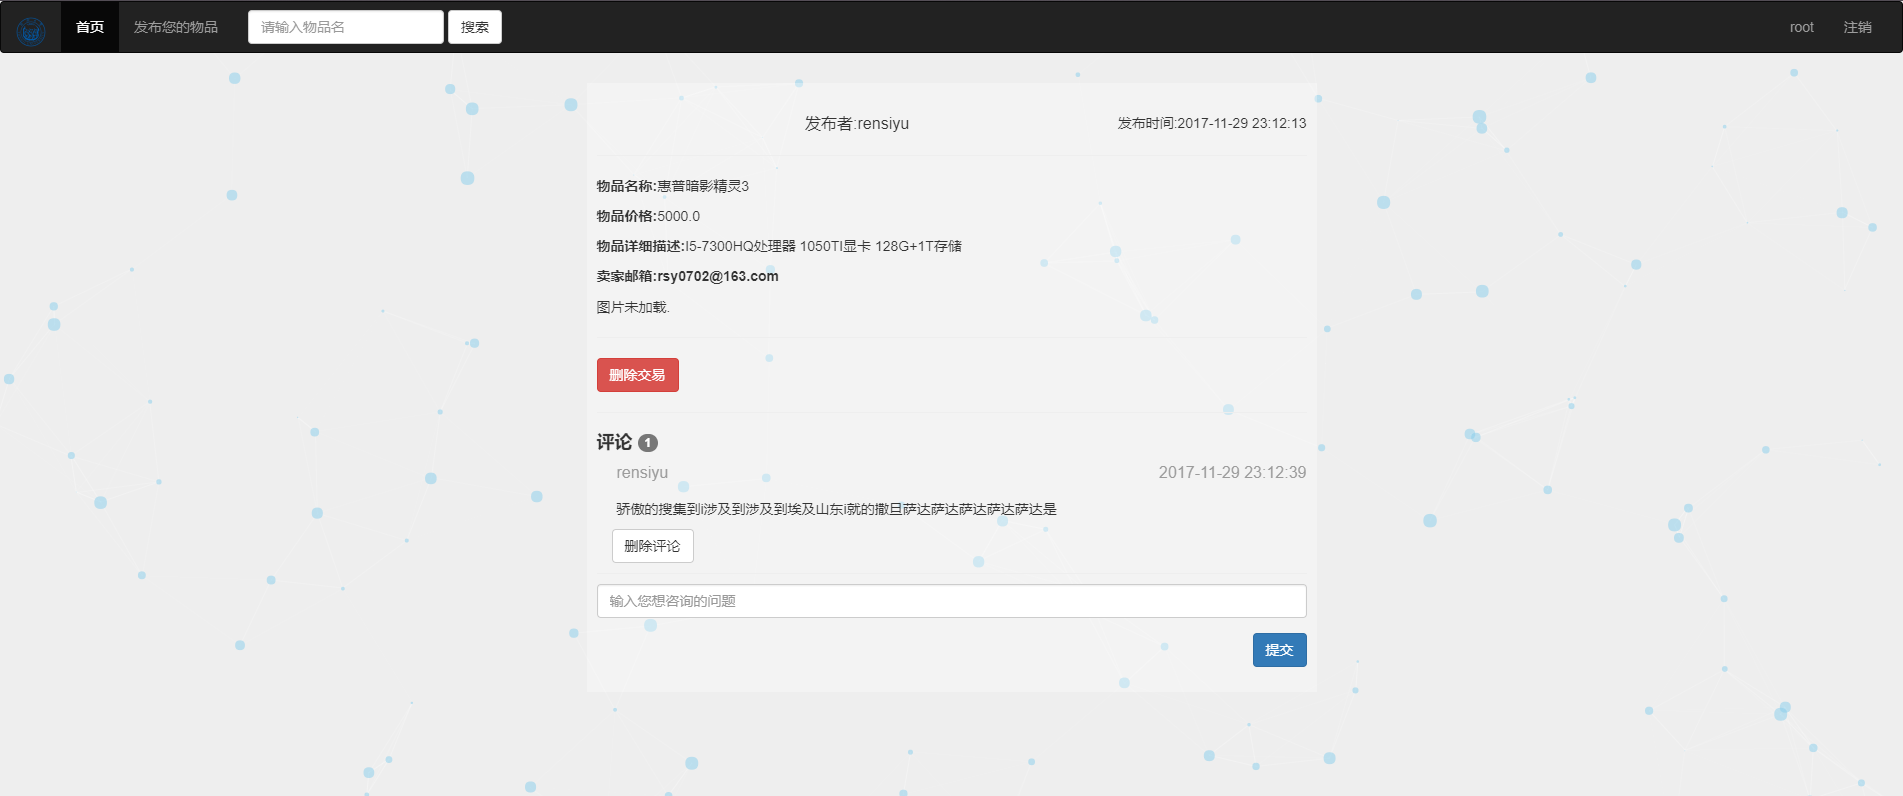 首页 发布您的物品 请输入物品名 搜索 root 注销
发布者:rensiyu 发布时间:2017-11-29 23:12:13
物品名称:惠普暗影精灵3
物品价格:5000.0
物品详细描述:I5-7300HQ处理器 1050TI显卡 128G+1T存储
卖家邮箱:rsy0702@163.com
图片未加载.
删除交易
评论 1
rensiyu 2017-11-29 23:12:39
骄傲的搜集到i涉及到涉及到埃及山东i就的撒旦萨达萨达萨达萨达萨达是
删除评论
输入您想咨询的问题
提交